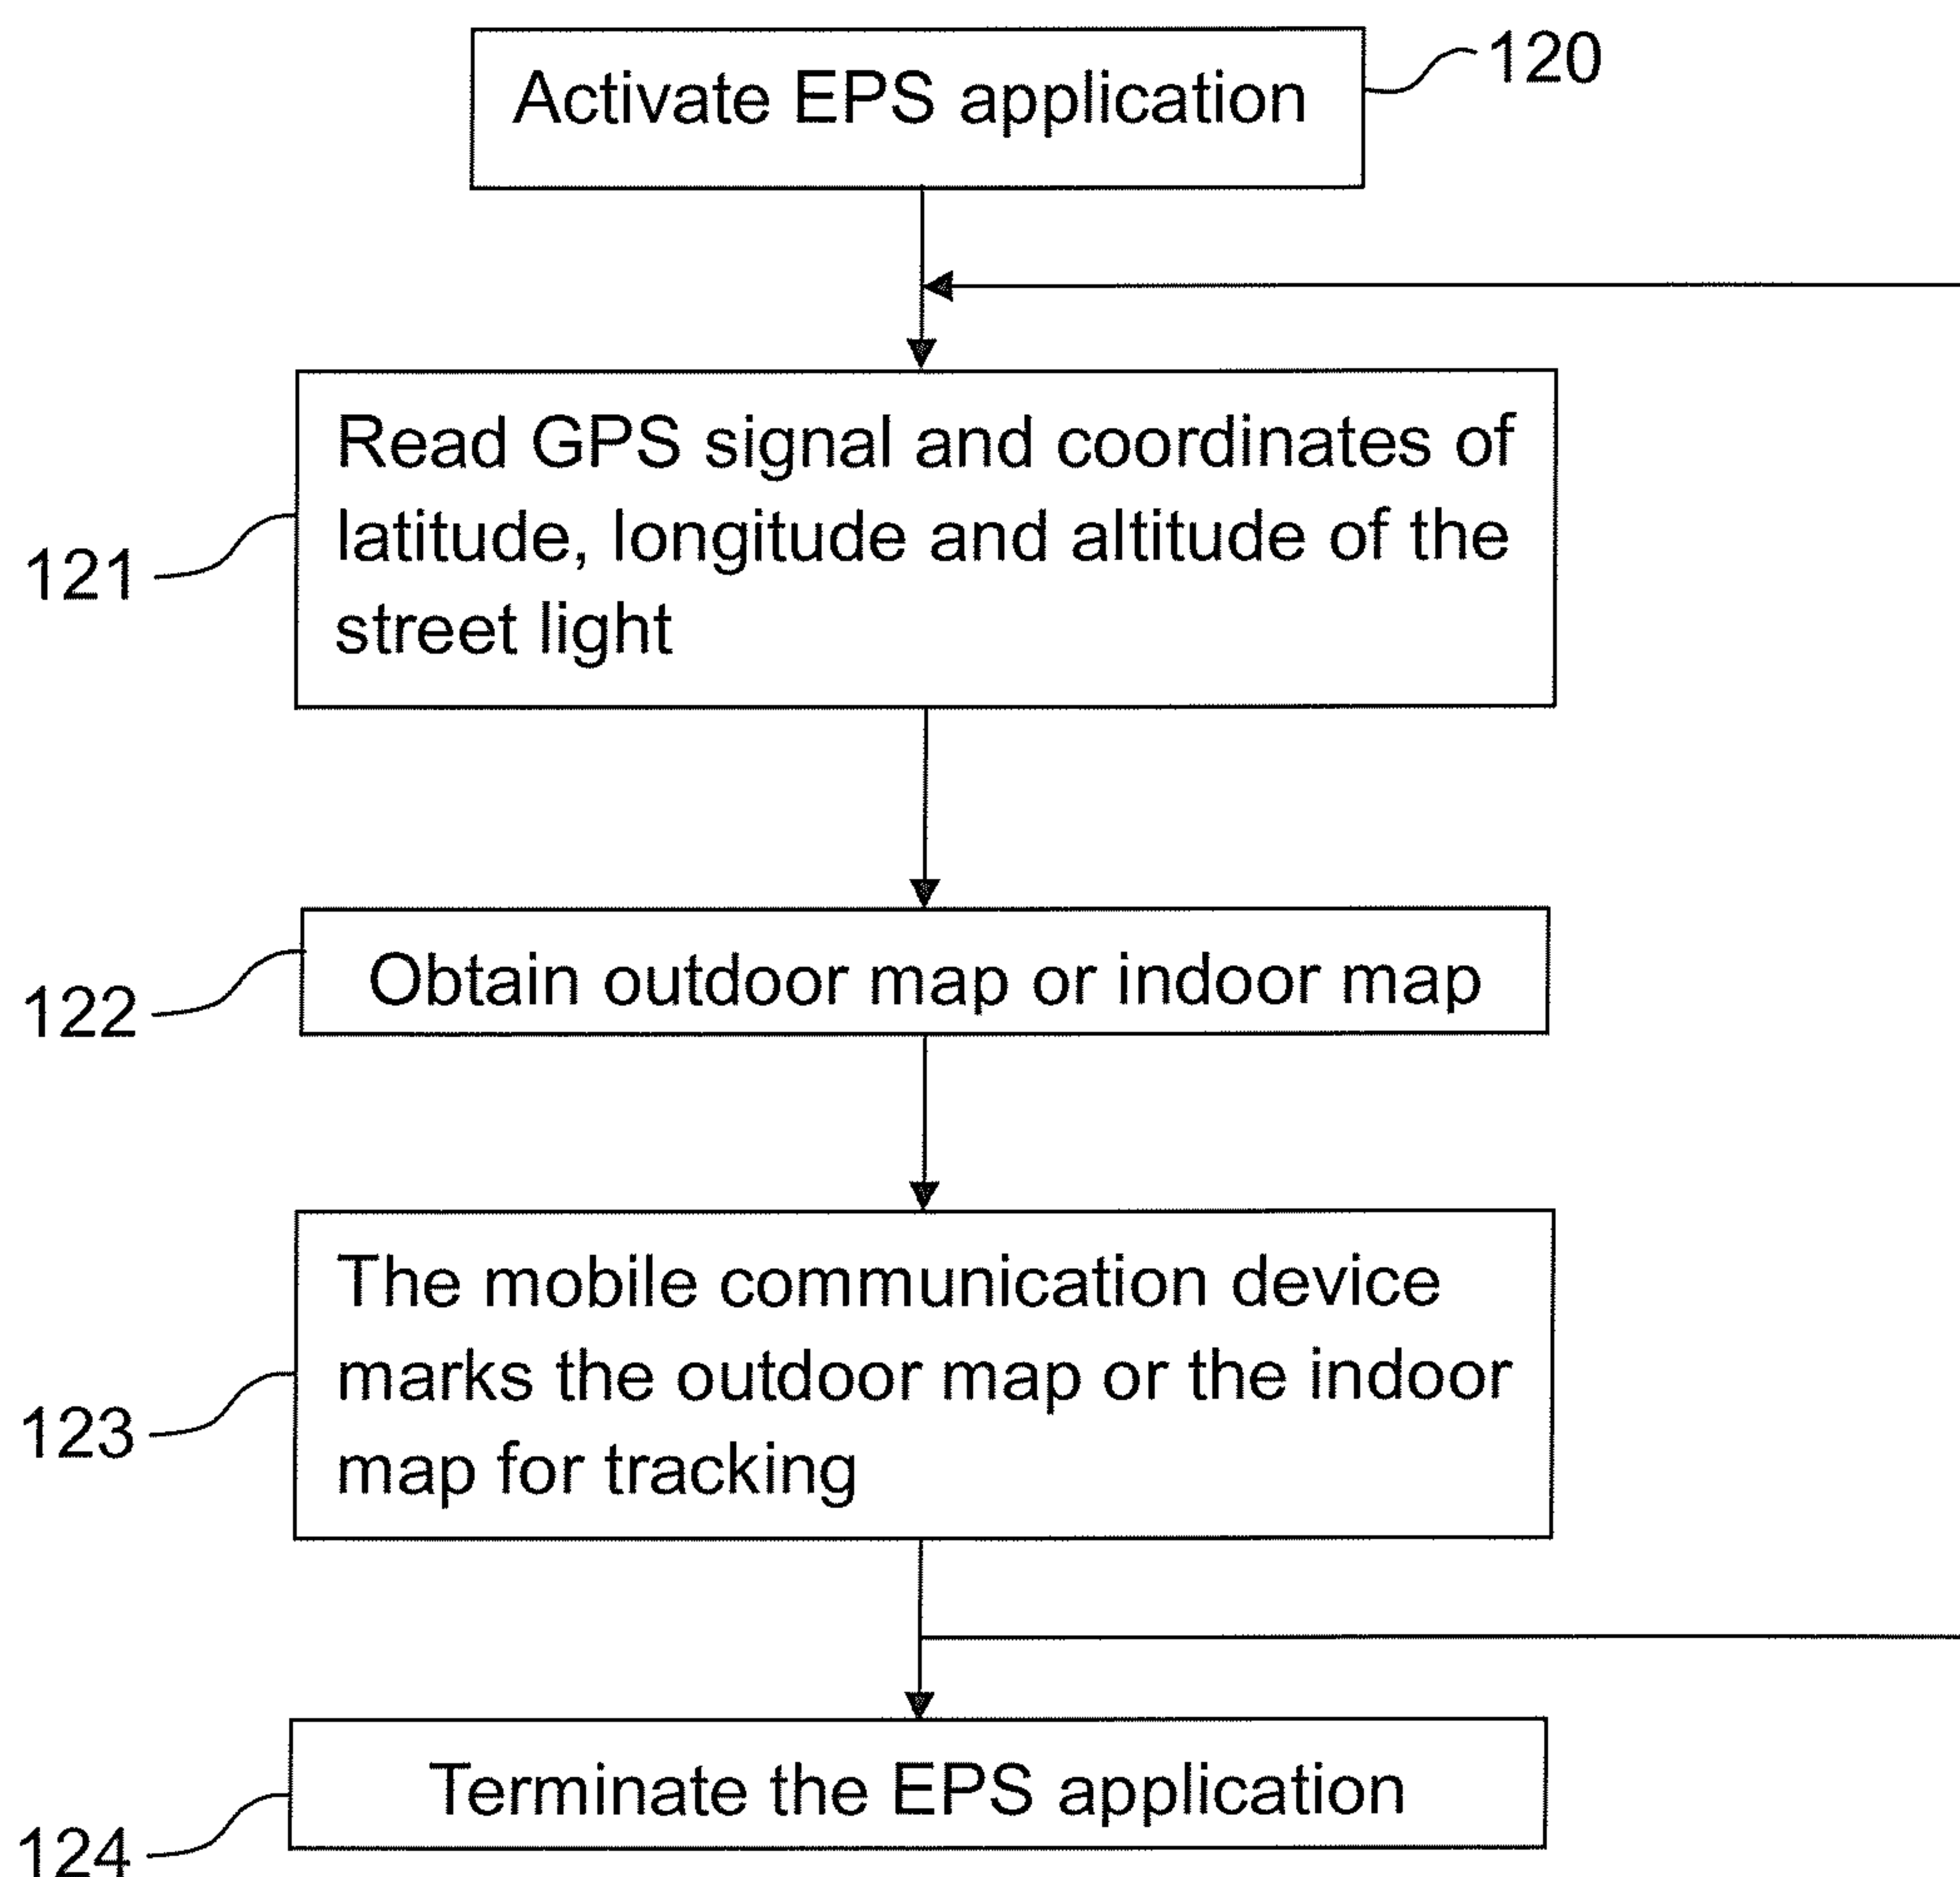 Activate EPS application
120
Read GPS signal and coordinates of
latitude, longitude and altitude of the
street light
121
Obtain outdoor map or indoor map
122
The mobile communication device
marks the outdoor map or the indoor
map for tracking
123
Terminate the EPS application
124